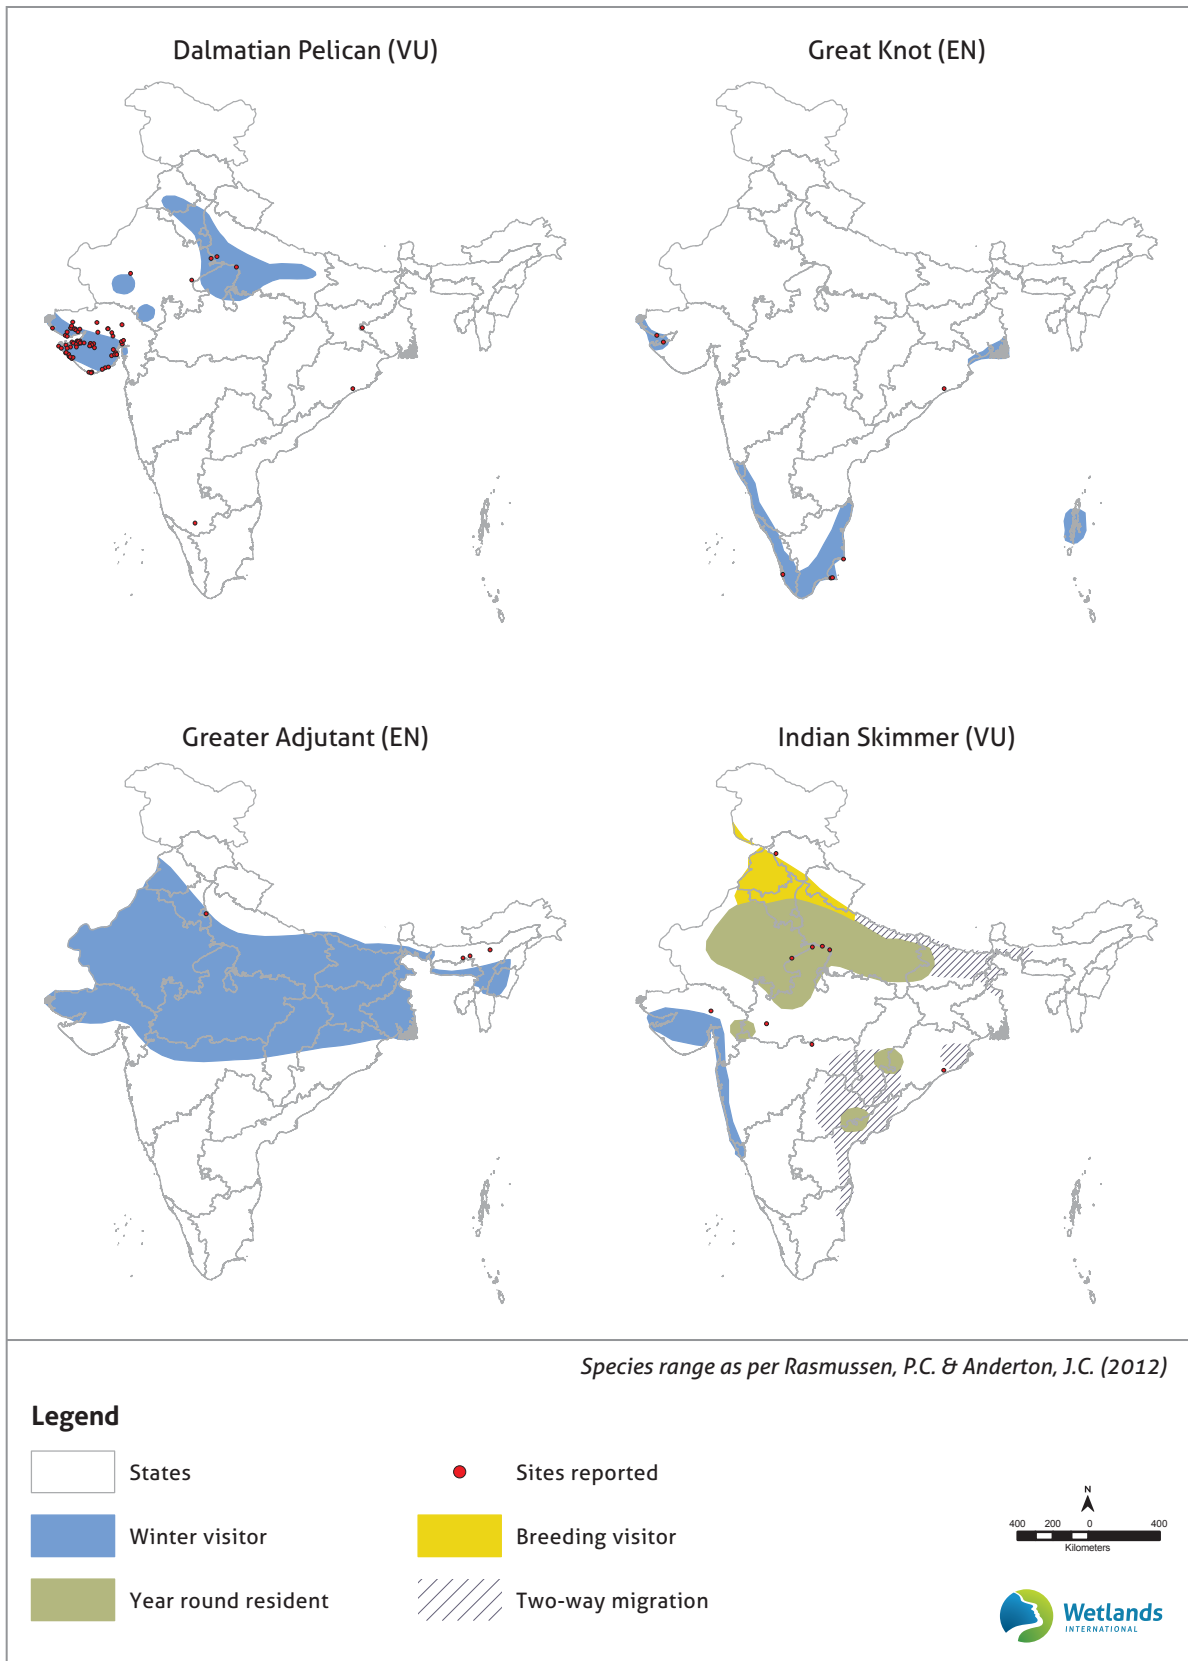 Dalmatian Pelican (VU)
Great Knot (EN)
Greater Adjutant (EN)
Indian Skimmer (VU)
Species range as per Rasmussen, P.C. & Anderton, J.C. (2012)
Legend
States
Sites reported
Winter visitor
Breeding visitor
Year round resident
Two-way migration
N
400 200 0 400
Kilometers
Wetlands
INTERNATIONAL